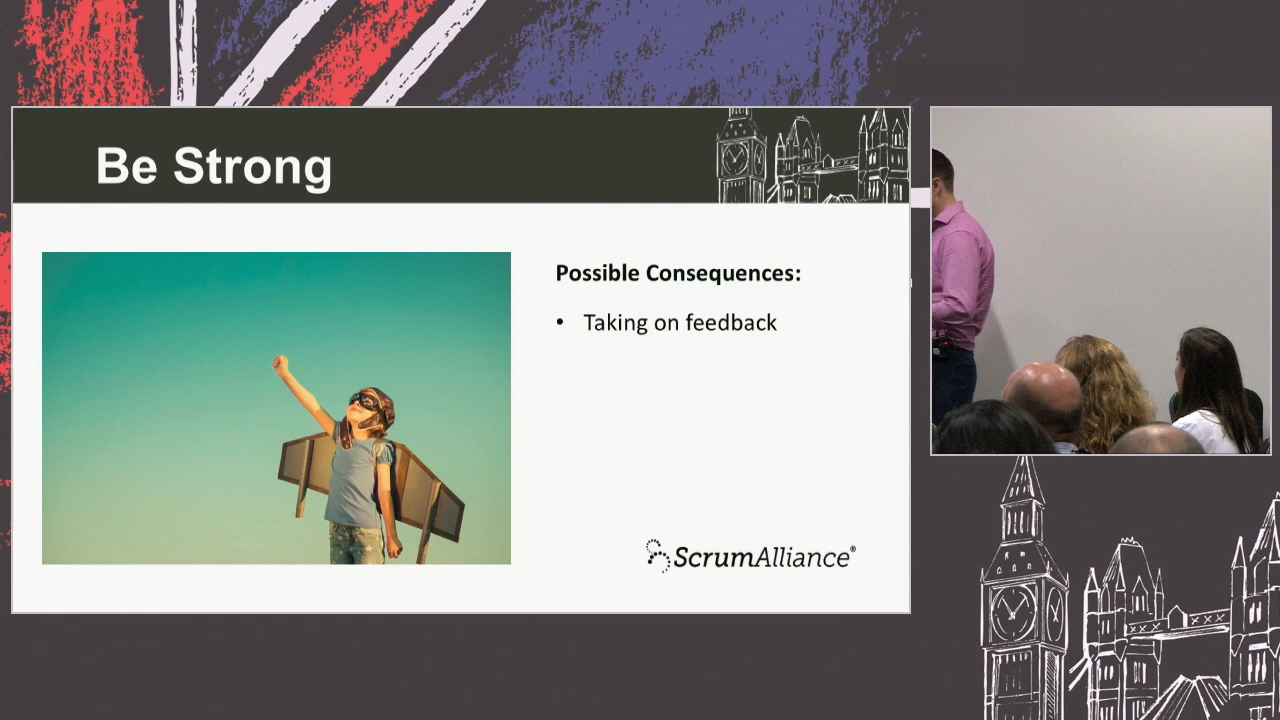 Be Strong
Possible Consequences:
• Taking on feedback
ScrumAlliance®